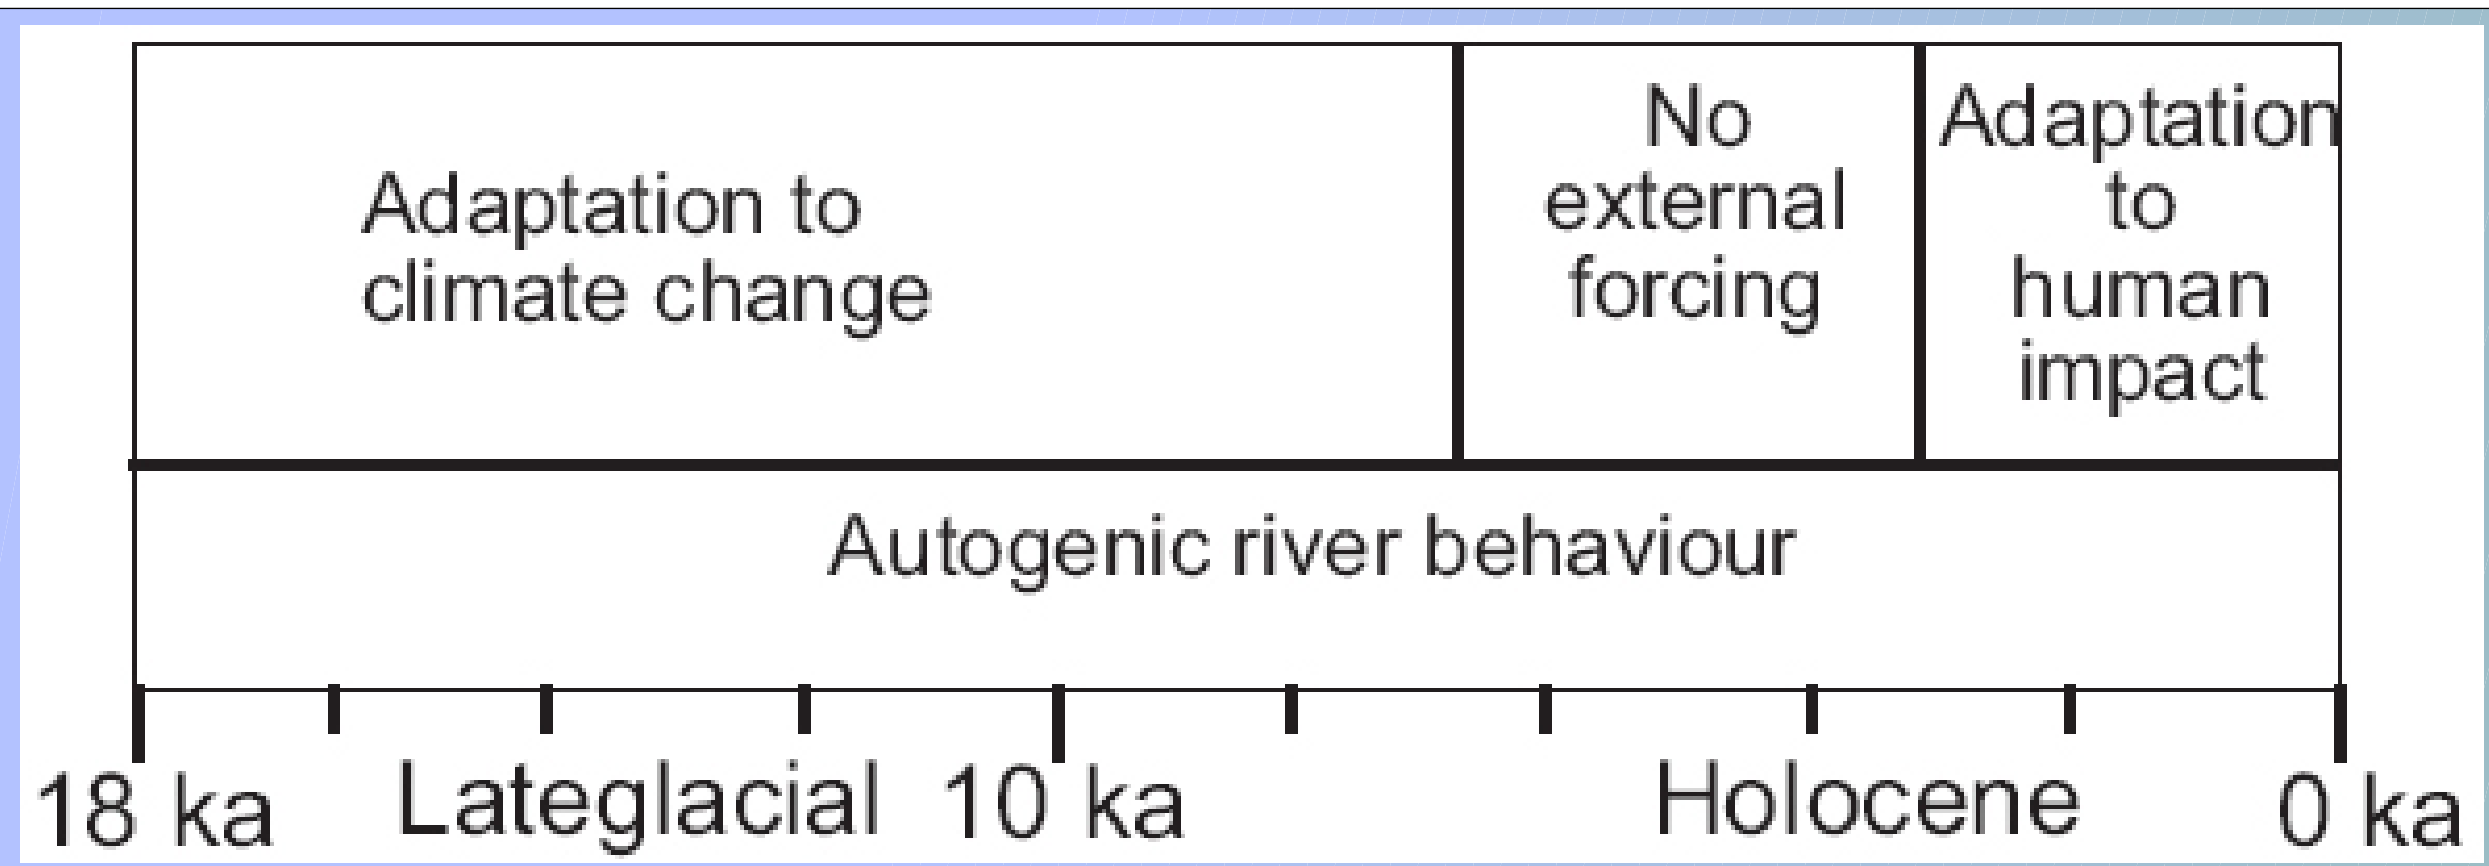 Adaptation to
climate change
No
external
forcing
Adaptation
to
human
impact
Autogenic river behaviour
18 ka
Lateglacial
10 ka
Holocene
0 ka